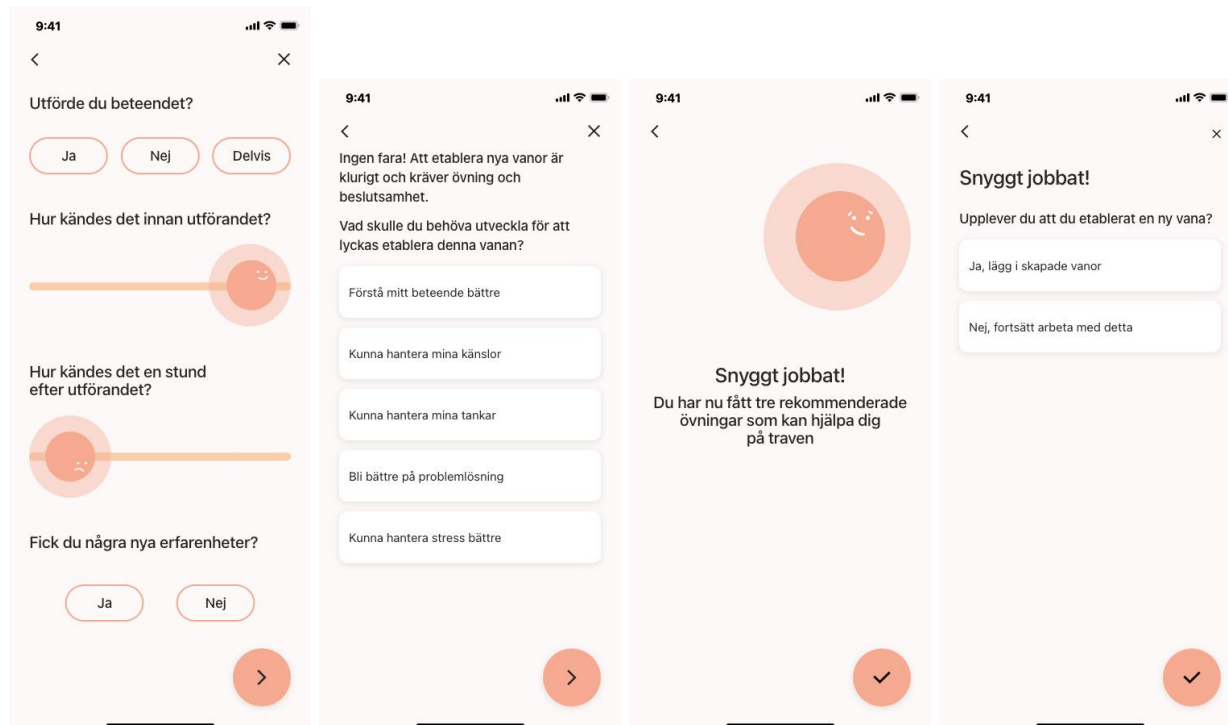 9:41
Utförde du beteendet?
Ja
Nej
Delvis
Hur kändes det innan utförandet?
Hur kändes det en stund
efter utförandet?
Fick du några nya erfarenheter?
Ja
Nej
9:41
Ingen fara! Att etablera nya vanor är
klurigt och kräver övning och
beslutsamhet.
Vad skulle du behöva utveckla för att
lyckas etablera denna vanan?
Förstå mitt beteende bättre
Kunna hantera mina känslor
Kunna hantera mina tankar
Bli bättre på problemlösning
Kunna hantera stress bättre
9:41
Snyggt jobbat!
Du har nu fått tre rekommenderade
övningar som kan hjälpa dig
på traven
9:41
Snyggt jobbat!
Upplever du att du etablerat en ny vana?
Ja, lägg i skapade vanor
Nej, fortsätt arbeta med detta